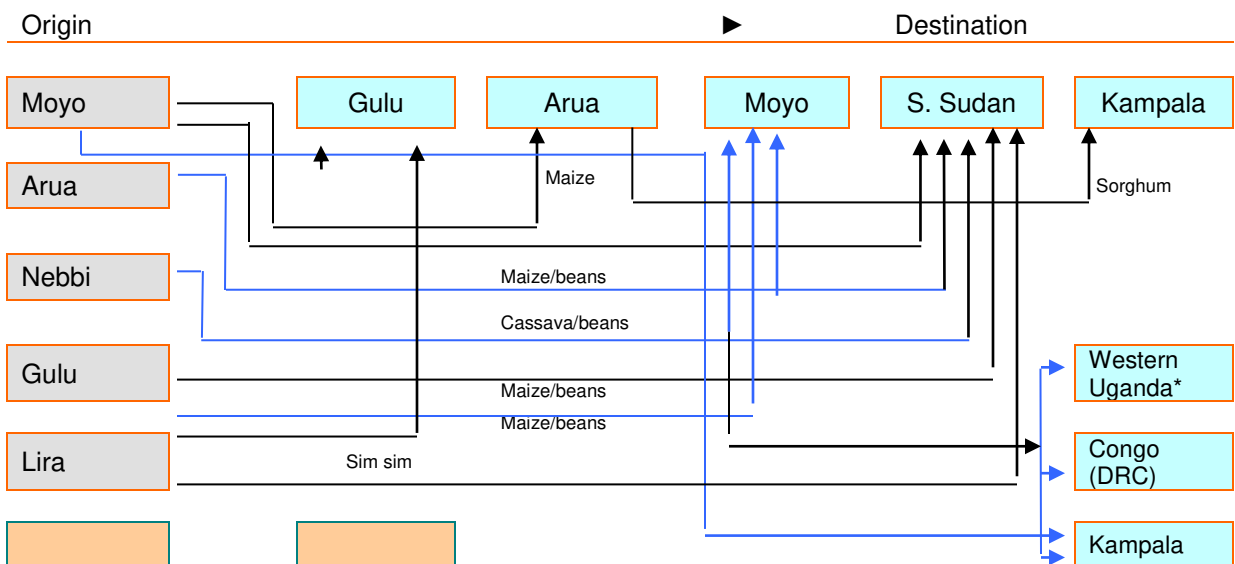 Origin ► Destination
Moyo Gulu Arua Moyo S. Sudan Kampala
Arua Maize Sorghum
Nebbi Maize/beans
Cassava/beans
Gulu Western
Uganda*
Maize/beans
Maize/beans
Lira Sim sim Congo
(DRC)
Kampala